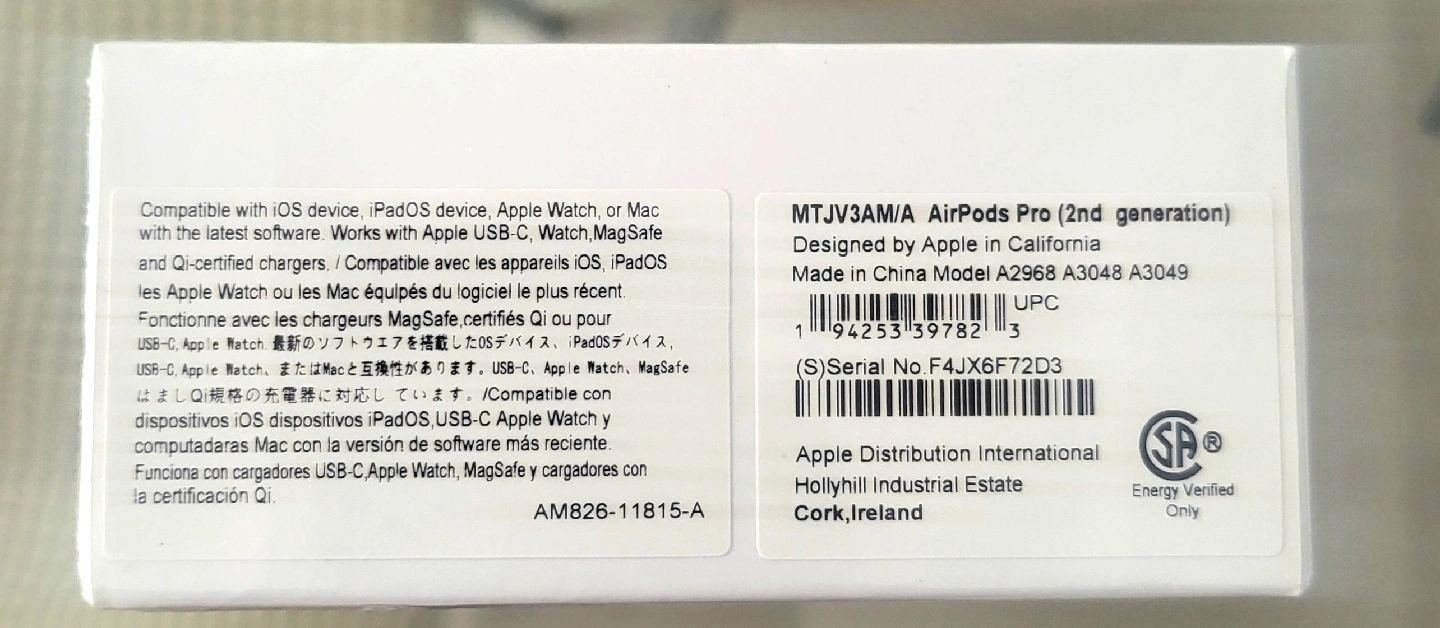 Compatible with iOS device, iPadOS device, Apple Watch, or Mac
with the latest software. Works with Apple USB-C, Watch,MagSafe
and Qi-certified chargers, / Compatible avec les appareils iOS, iPadOS
les Apple Watch ou les Mac équlpés du logiciel le plus récent.
Fonctionne avec les chargeurs MagSafe,certifiés Qi ou pour
USB-C, Apple Watch 最新のソフトウエアを搭載したOSデバイス、iPadOSデバイス,
USB-C, Apple Watch、またはMacと互換性があります。USB-C、Apple Watch、MagSafe
はましQi規格の充電器に対応し ています。/Compatible con
dispositivos iOS dispositivos iPadOS,USB-C Apple Watch y
computadaras Mac con la versión de software más reciente.
Funciona con cargadores USB-C,Apple Watch, MagSafe y cargadores con
la certificación Qi.
AM826-11815-A
MTJV3AM/A AirPods Pro (2nd generation)
Designed by Apple in California
Made in China Model A2968 A3048 A3049
UPC
1 94253 39782 3
(S)Serial No.F4JX6F72D3
Apple Distribution International
Hollyhill Industrial Estate
Cork,Ireland
SA ®
Energy Verified
Only